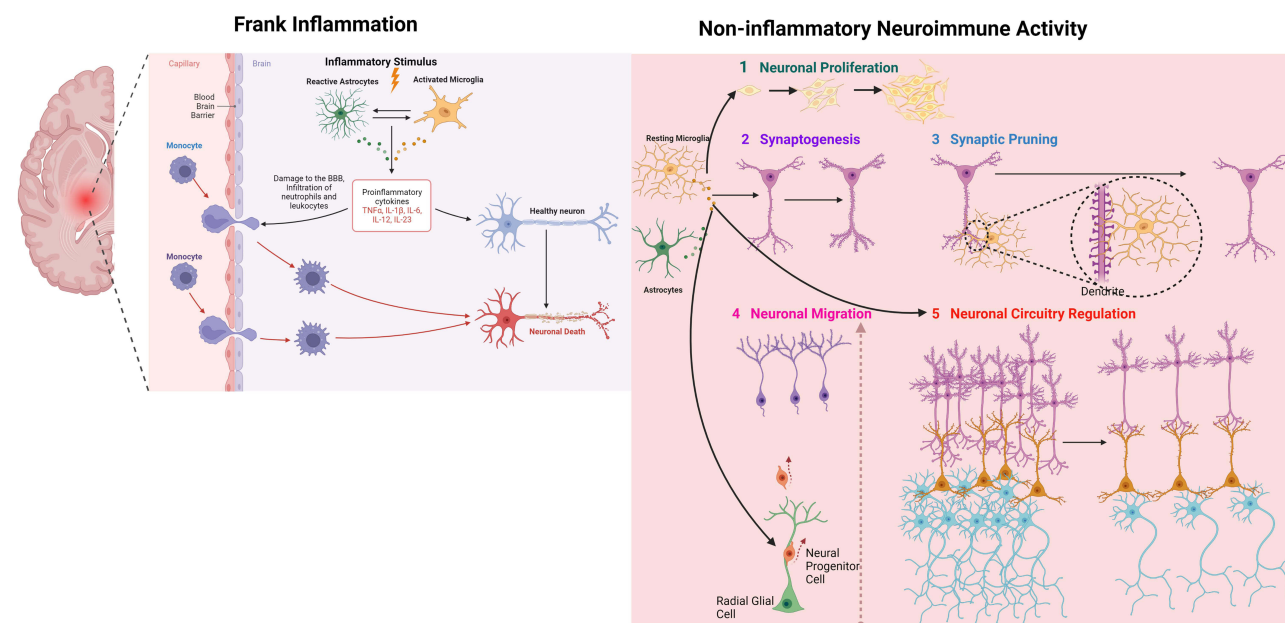 Frank Inflammation
Capillary
Brain
Blood
Brain
Barrier
Monocyte
Monocyte
Inflammatory Stimulus
Reactive Astrocytes
Activated Microglia
Damage to the BBB,
Infiltration of
neutrophils and
leukocytes
Proinflammatory
cytokines
TNFα, IL-1β, IL-6,
IL-12, IL-23
Healthy neuron
Neuronal Death
Non-inflammatory Neuroimmune Activity
1 Neuronal Proliferation
Resting Microglia
Astrocytes
2 Synaptogenesis
3 Synaptic Pruning
Dendrite
4 Neuronal Migration
Neural
Progenitor
Cell
Radial Glial
Cell
5 Neuronal Circuitry Regulation